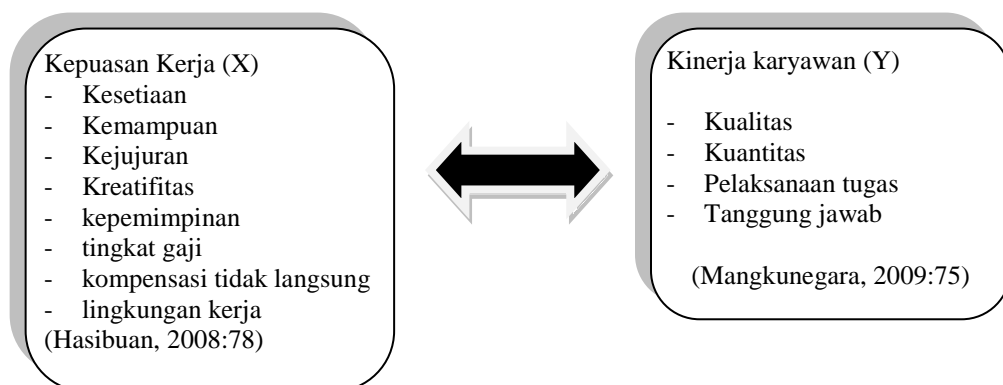 Kepuasan Kerja (X)
- Kesetiaan
- Kemampuan
- Kejujuran
- Kreatifitas
- kepemimpinan
- tingkat gaji
- kompensasi tidak langsung
- lingkungan kerja
(Hasibuan, 2008:78)
Kinerja karyawan (Y)
- Kualitas
- Kuantitas
- Pelaksanaan tugas
- Tanggung jawab
(Mangkunegara, 2009:75)